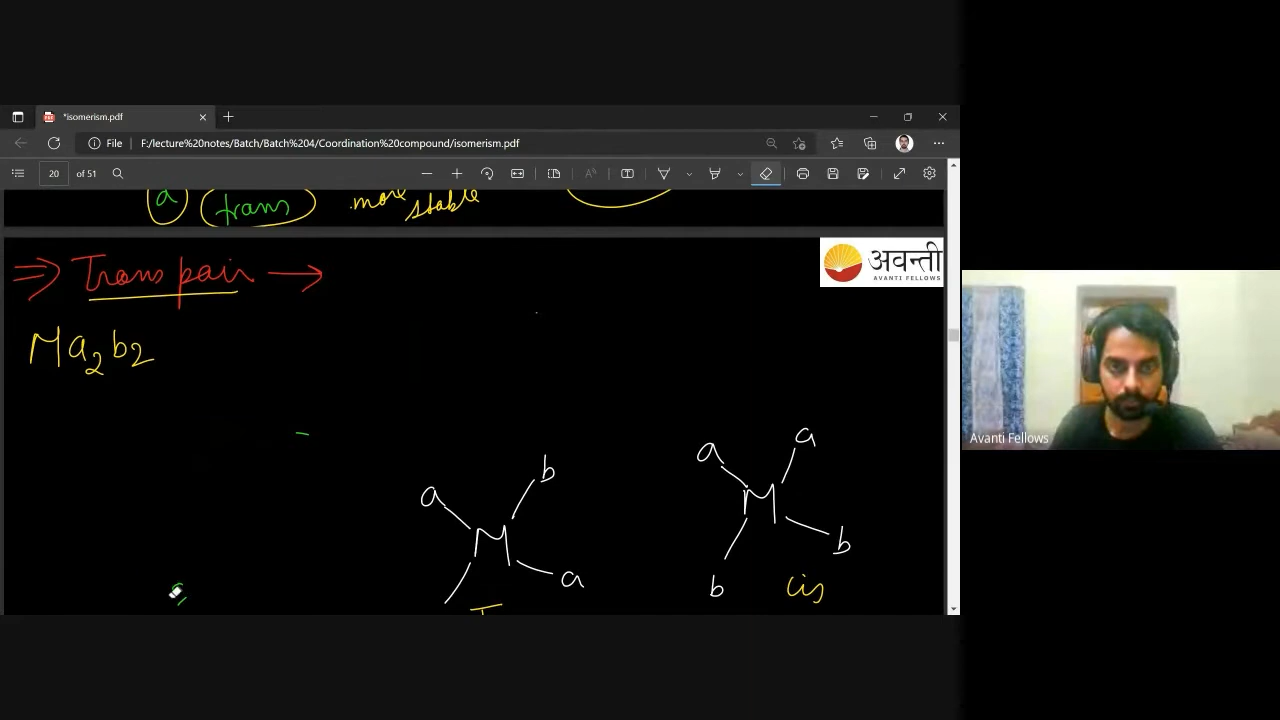 *isomerism.pdf
File F:/lecture%20notes/Batch/Batch%204/Coordination%20compound/isomerism.pdf
20 of 51
a trans more stable
अवन्ती
AVANTI FELLOWS
⇒ Trans pair →
Ma2b2
a b
M
a
T
a a
M
b
b cis
Avanti Fellows